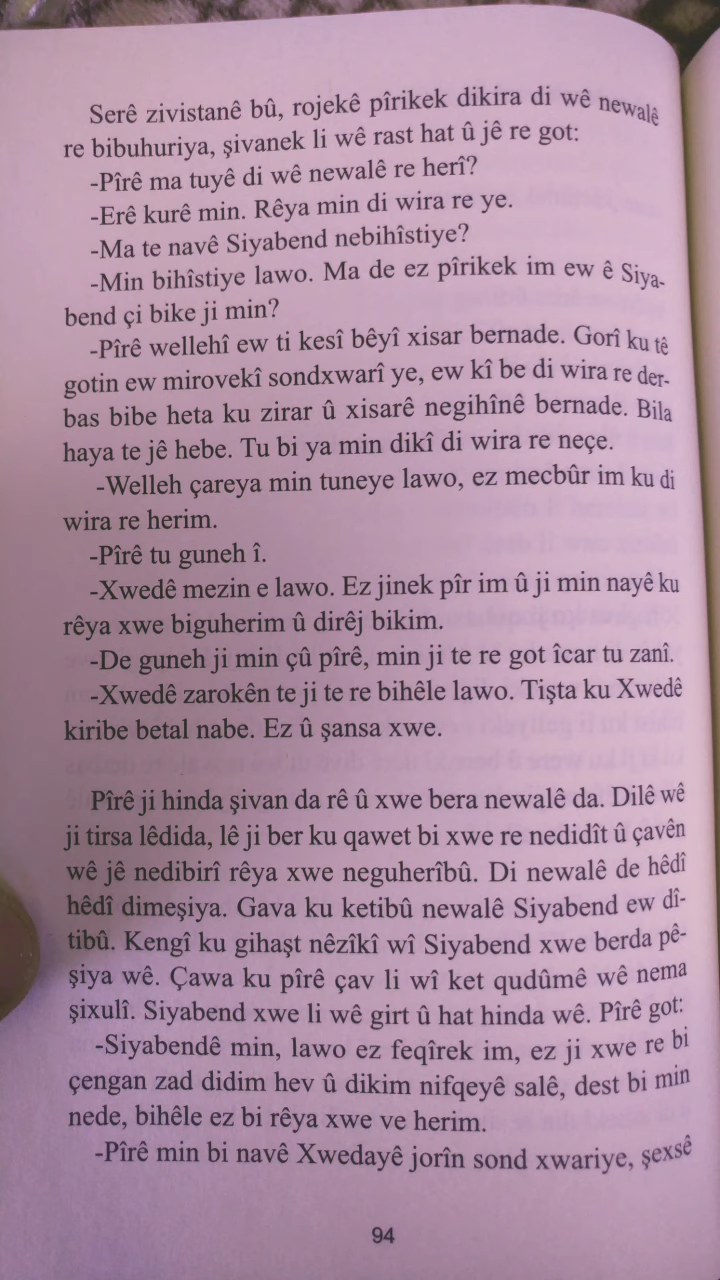 Serê zivistanê bû, rojekê pîrikek dikira di wê newalê
re bibuhuriya, şivanek li wê rast hat û jê re got:
-Pîrê ma tuyê di wê newalê re herî?
-Erê kurê min. Rêya min di wira re ye.
-Ma te navê Siyabend nebihîstiye?
-Min bihîstiye lawo. Ma de ez pîrikek im ew ê Siya-
bend çi bike ji min?
-Pîrê wellehî ew ti kesî bêyî xisar bernade. Gorî ku tê
gotin ew mirovekî sondxwarî ye, ew kî be di wira re der-
bas bibe heta ku zirar û xisarê negihînê bernade. Bila
haya te jê hebe. Tu bi ya min dikî di wira re neçe.
-Welleh çareya min tuneye lawo, ez mecbûr im ku di
wira re herim.
-Pîrê tu guneh î.
-Xwedê mezin e lawo. Ez jinek pîr im û ji min nayê ku
rêya xwe biguherim û dirêj bikim.
-De guneh ji min çû pîrê, min ji te re got îcar tu zanî.
-Xwedê zarokên te ji te re bihêle lawo. Tişta ku Xwedê
kiribe betal nabe. Ez û şansa xwe.
Pîrê ji hinda şivan da rê û xwe bera newalê da. Dilê wê
ji tirsa lêdida, lê ji ber ku qawet bi xwe re nedidît û çavên
wê jê nedibirî rêya xwe neguherîbû. Di newalê de hêdî
hêdî dimeşiya. Gava ku ketibû newalê Siyabend ew dî-
tibû. Kengî ku gihaşt nêzîkî wî Siyabend xwe berda pê-
şiya wê. Çawa ku pîrê çav li wî ket qudûmê wê nema
şixulî. Siyabend xwe li wê girt û hat hinda wê. Pîrê got:
-Siyabendê min, lawo ez feqîrek im, ez ji xwe re bi
çengan zad didim hev û dikim nifqeyê salê, dest bi min
nede, bihêle ez bi rêya xwe ve herim.
-Pîrê min bi navê Xwedayê jorîn sond xwariye, şexsê
94